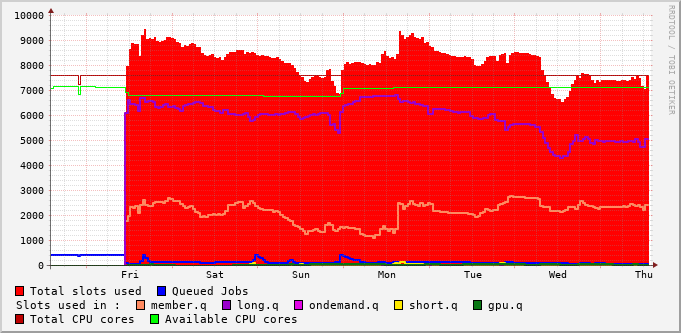 10000
9000
8000
7000
6000
5000
4000
3000
2000
1000
0
Fri Sat Sun Mon Tue Wed Thu
Total slots used Queued Jobs
Slots used in : member.q long.q ondemand.q short.q gpu.q
Total CPU cores Available CPU cores
RRDTOOL / TOBI OETIKER